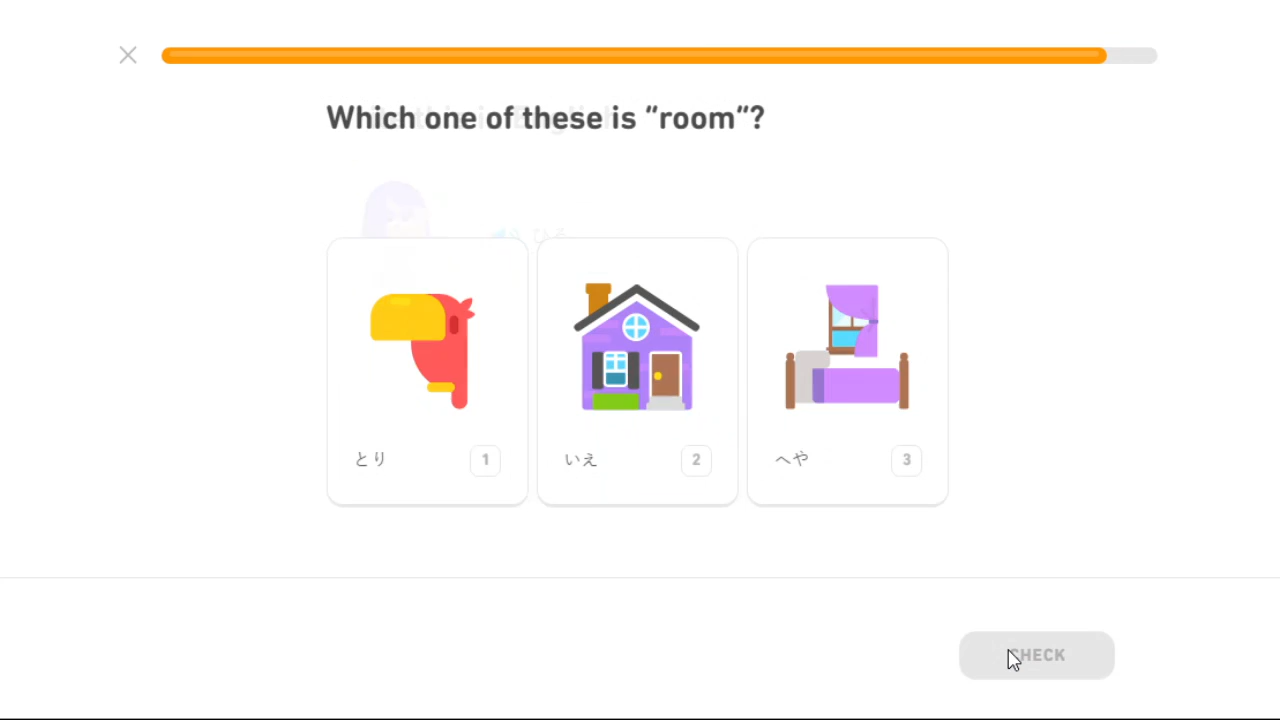 Which one of these is “room”?
とり 1
いえ 2
へや 3
CHECK